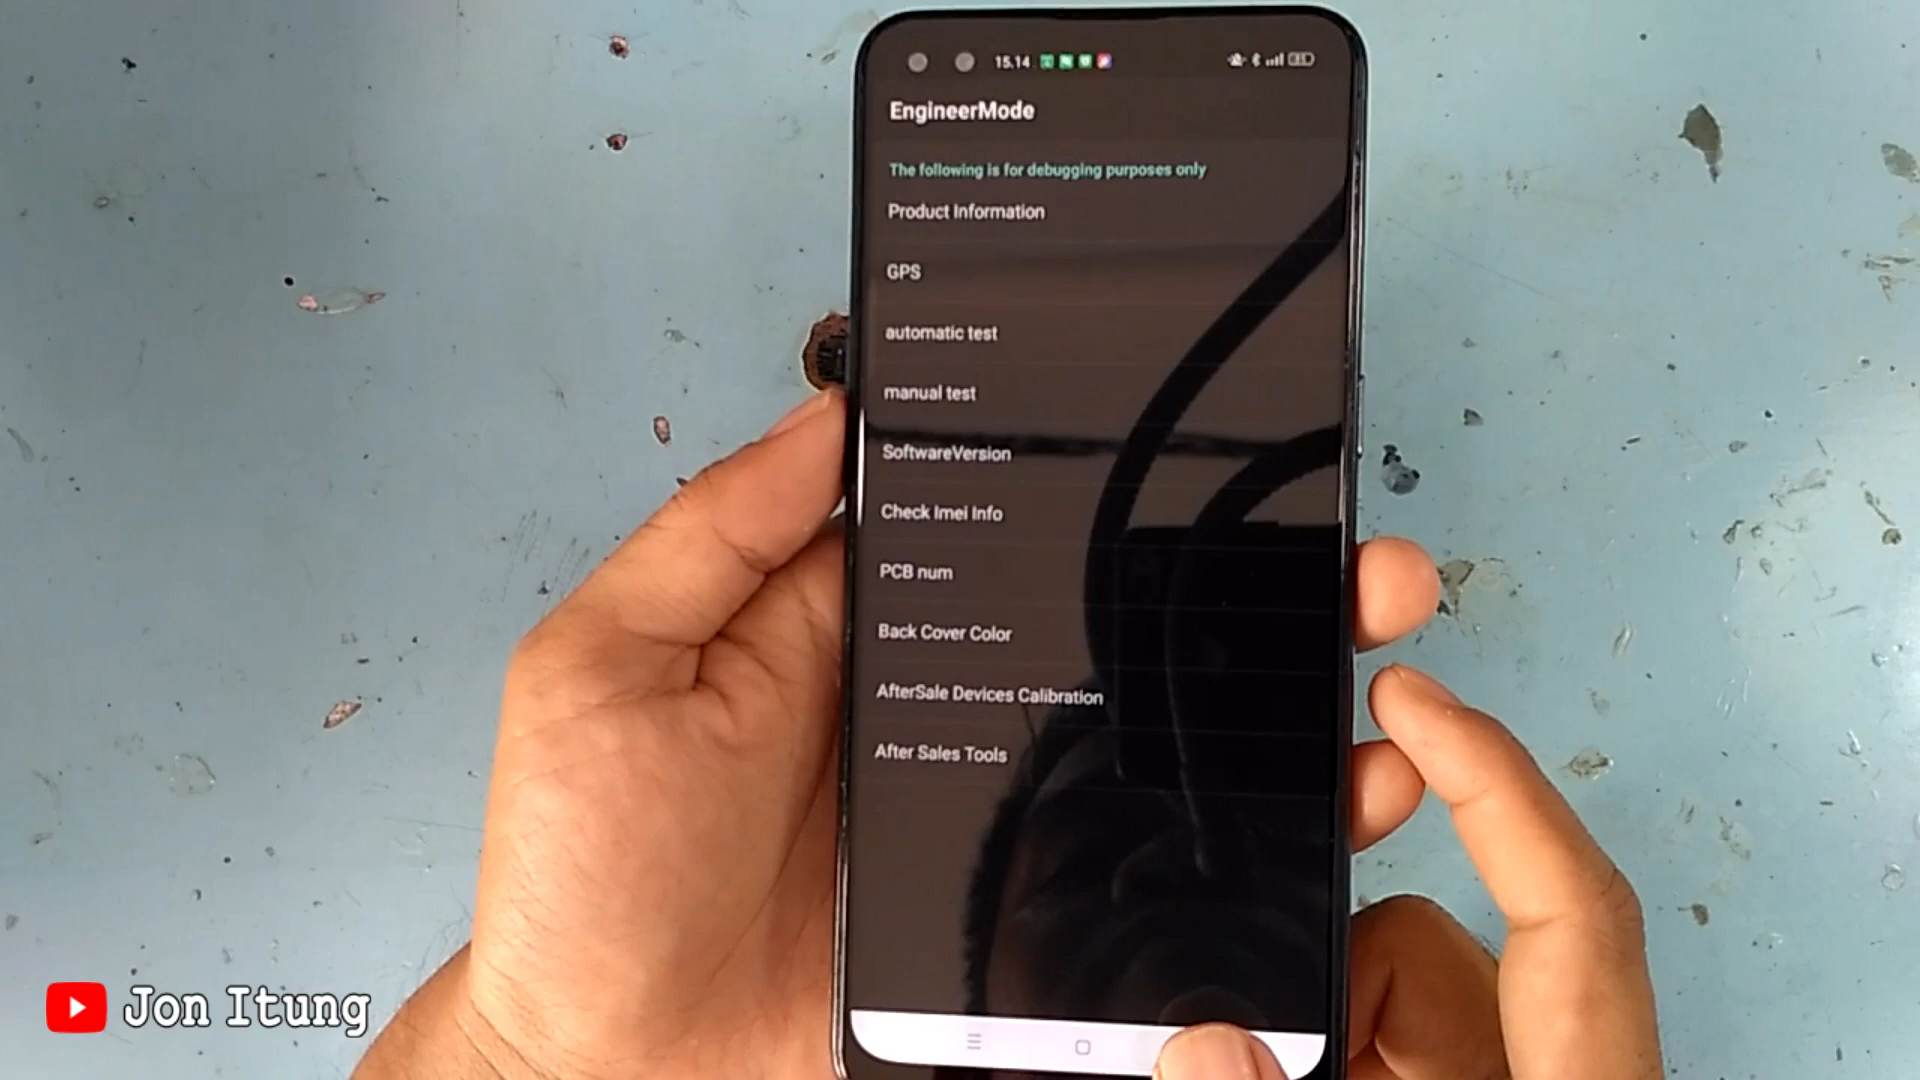 15.14
EngineerMode
The following is for debugging purposes only
Product Information
GPS
automatic test
manual test
SoftwareVersion
Check Imei Info
PCB num
Back Cover Color
AfterSale Devices Calibration
After Sales Tools
Jon Itung